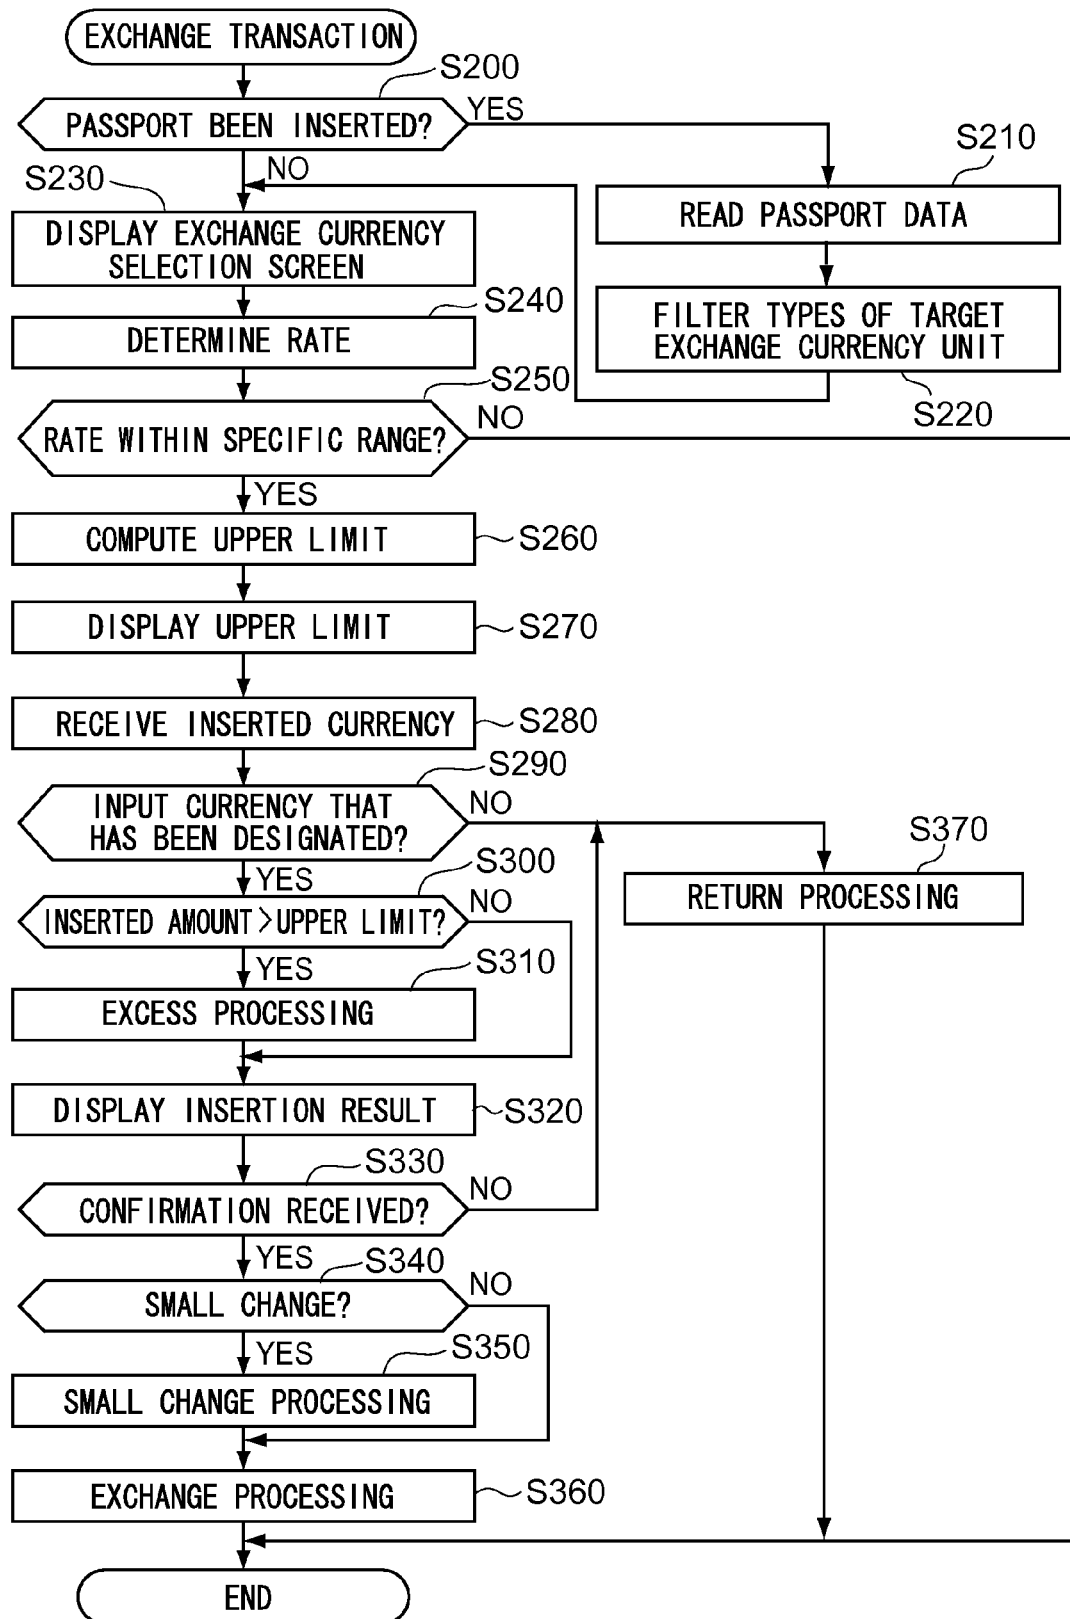 EXCHANGE TRANSACTION
S200
PASSPORT BEEN INSERTED?
YES
NO
S210
READ PASSPORT DATA
FILTER TYPES OF TARGET
EXCHANGE CURRENCY UNIT
S220
S230
DISPLAY EXCHANGE CURRENCY
SELECTION SCREEN
S240
DETERMINE RATE
S250
RATE WITHIN SPECIFIC RANGE?
NO
YES
COMPUTE UPPER LIMIT
S260
DISPLAY UPPER LIMIT
S270
RECEIVE INSERTED CURRENCY
S280
S290
INPUT CURRENCY THAT
HAS BEEN DESIGNATED?
NO
YES
S370
RETURN PROCESSING
S300
INSERTED AMOUNT>UPPER LIMIT?
NO
YES
S310
EXCESS PROCESSING
DISPLAY INSERTION RESULT
S320
S330
CONFIRMATION RECEIVED?
NO
YES
S340
SMALL CHANGE?
NO
YES
S350
SMALL CHANGE PROCESSING
EXCHANGE PROCESSING
S360
END